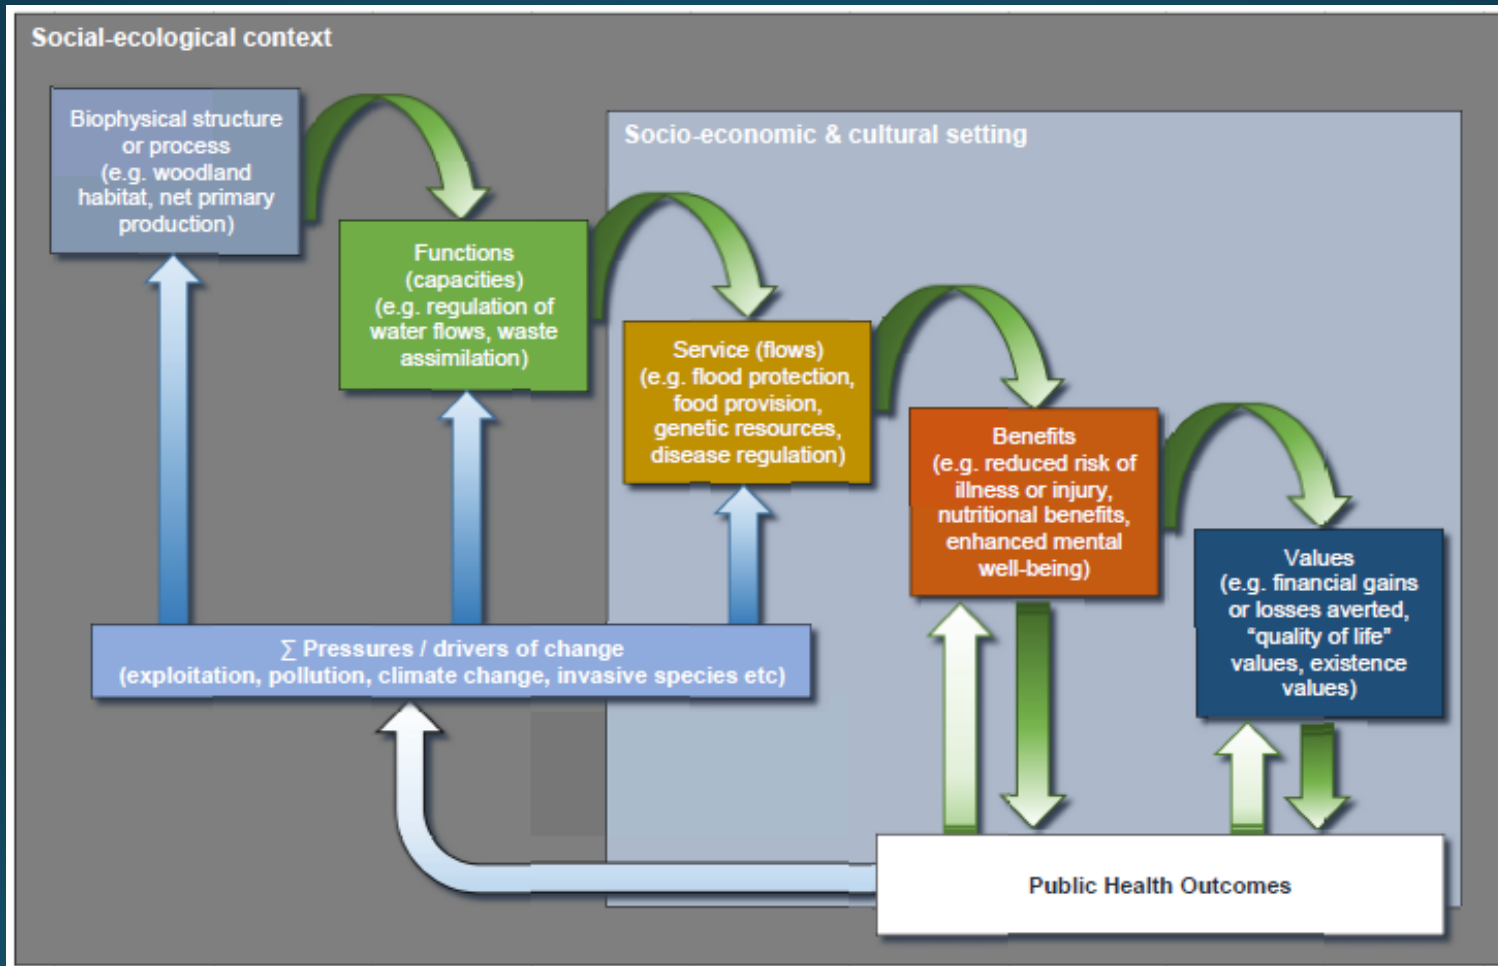 Social-ecological context
Biophysical structure
or process
(e.g. woodland
habitat, net primary
production)
Socio-economic & cultural setting
Functions
(capacities)
(e.g. regulation of
water flows, waste
assimilation)
Service (flows)
(e.g. flood protection,
food provision,
genetic resources,
disease regulation)
Benefits
(e.g. reduced risk of
illness or injury,
nutritional benefits,
enhanced mental
well-being)
Values
(e.g. financial gains
or losses averted,
“quality of life”
values, existence
values)
∑ Pressures / drivers of change
(exploitation, pollution, climate change, invasive species etc)
Public Health Outcomes